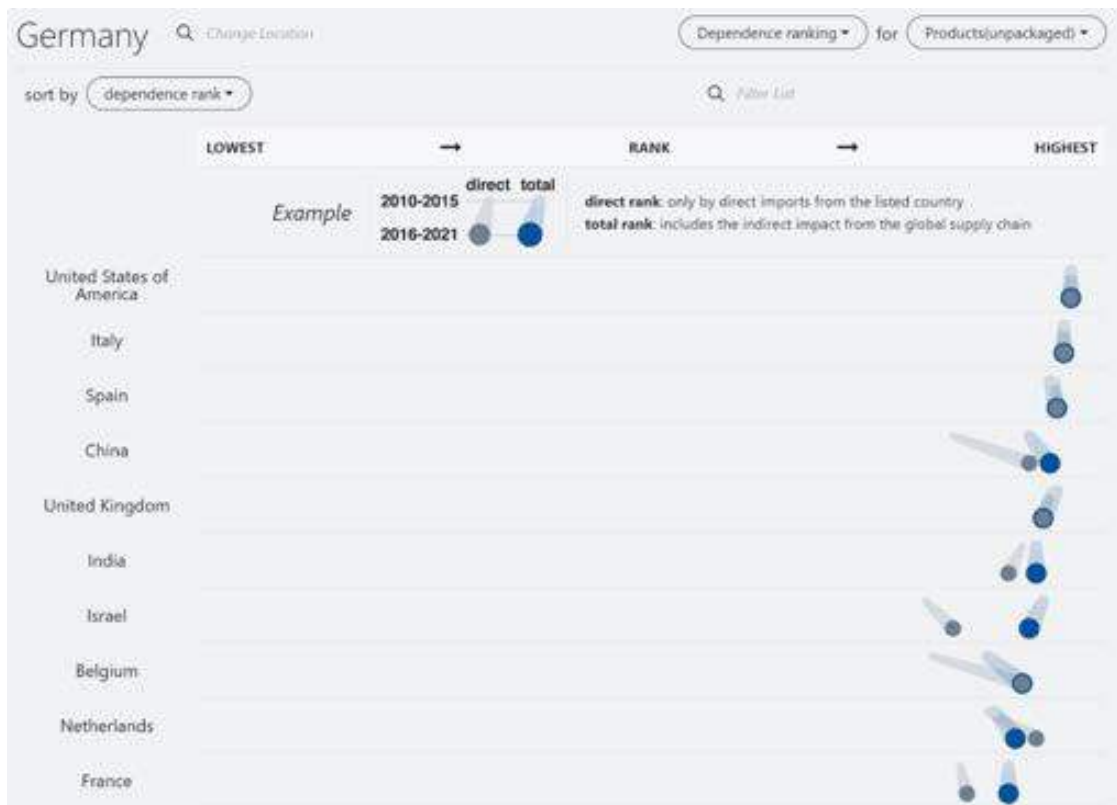 Germany Change Location Dependence ranking for Products(unpackaged)
sort by dependence rank Filter List
LOWEST → RANK → HIGHEST
direct total
2010-2015
Example
2016-2021
direct rank: only by direct imports from the listed country
total rank: includes the indirect impact from the global supply chain
United States of
America
Italy
Spain
China
United Kingdom
India
Israel
Belgium
Netherlands
France